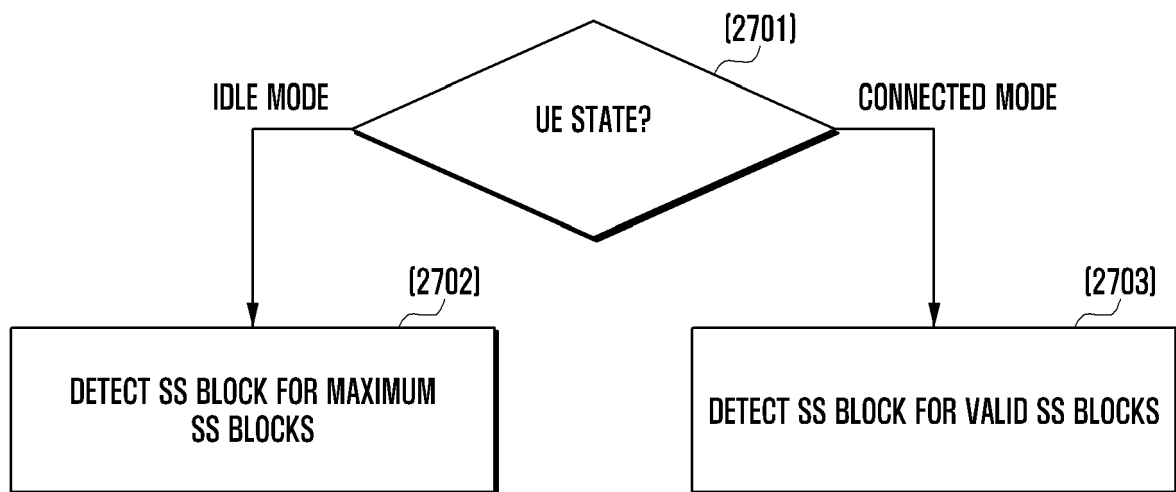 (2701)
IDLE MODE
CONNECTED MODE
UE STATE?
(2702)
(2703)
DETECT SS BLOCK FOR MAXIMUM
SS BLOCKS
DETECT SS BLOCK FOR VALID SS BLOCKS